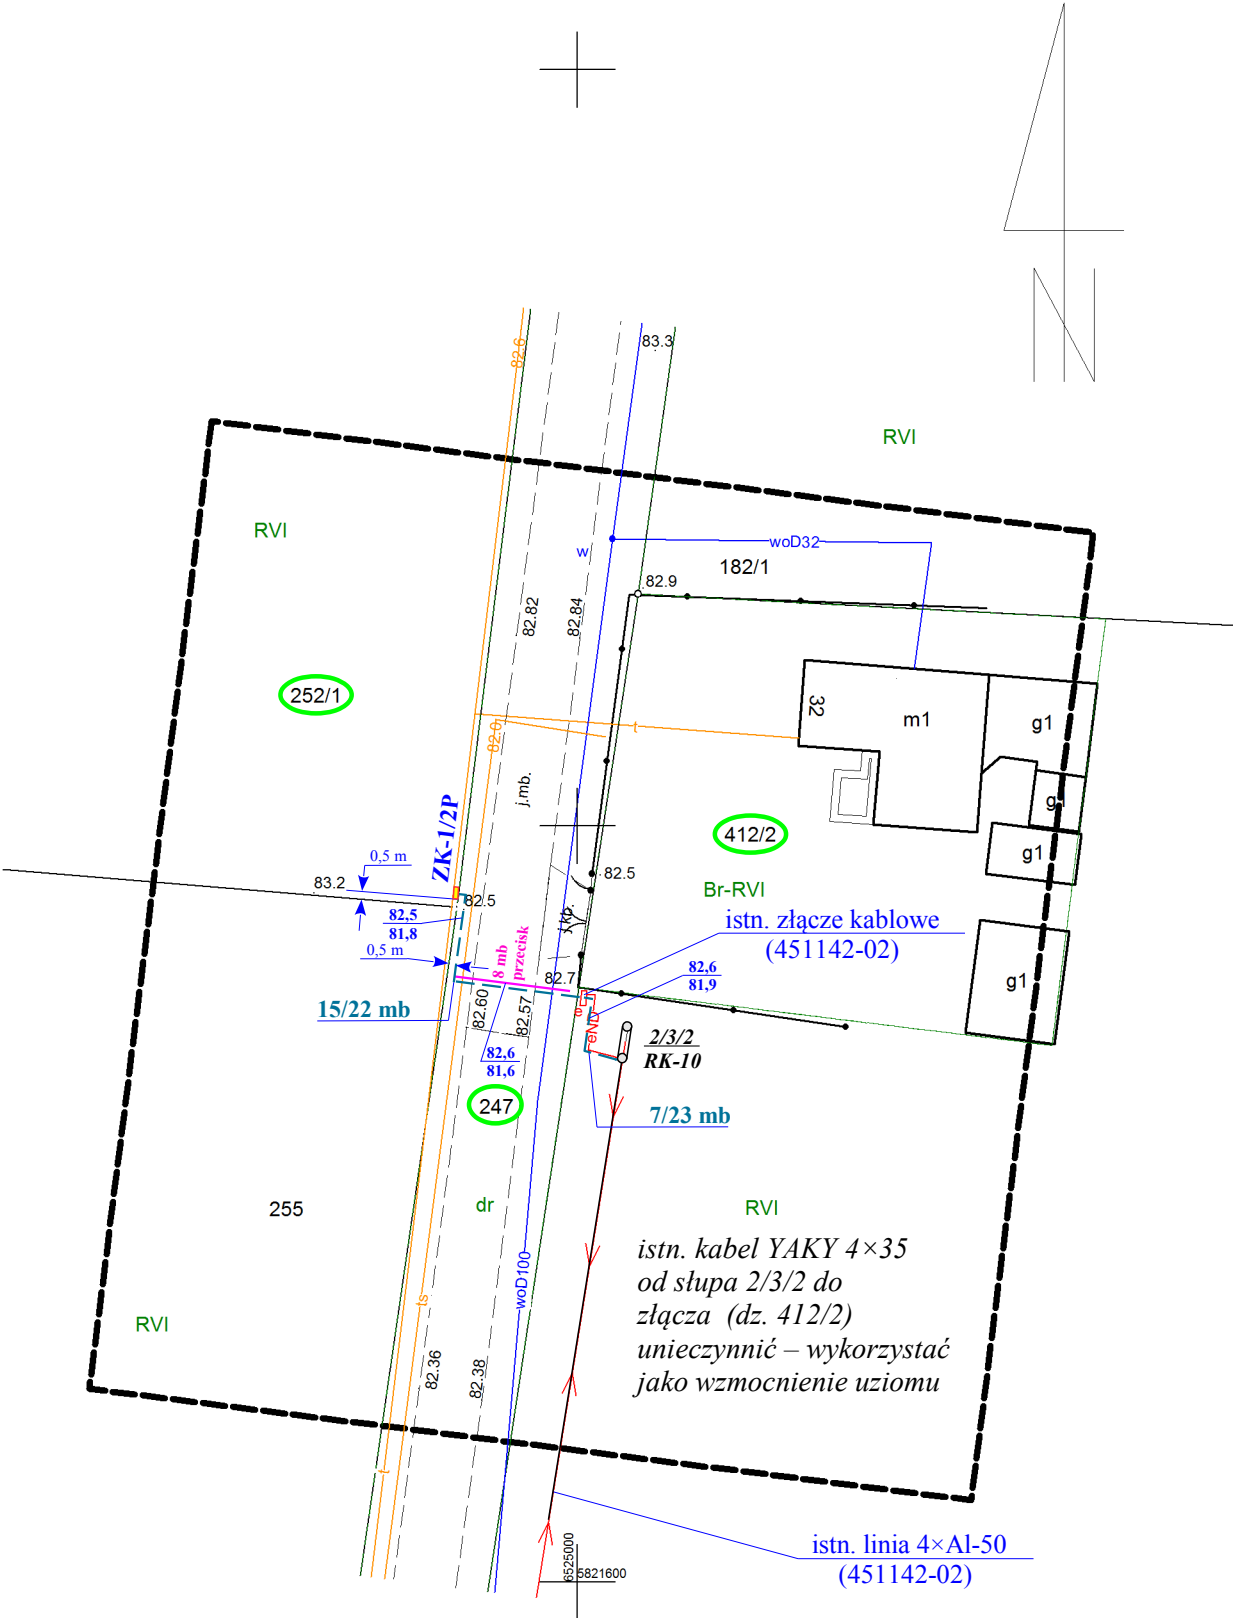 83.3
82.6
RVI
RVI
woD32
w
182/1
.82.9
82.82
82.84
252/1
32
m1
g1
t
82.0
j.mb.
g1
ZK-1/2P
412/2
g1
0,5 m
83.2
.82.5
82.5
Br-RVI
82,5
81,8
j.kp.
istn. złącze kablowe
(451142-02)
0,5 m
8 mb
przecisk
82.7
82,6
81,9
g1
15/22 mb
82.60
82.57
e
eND
2/3/2
RK-10
82,6
81,6
247
7/23 mb
255
dr
RVI
istn. kabel YAKY 4×35
od słupa 2/3/2 do
złącza (dz. 412/2)
unieczynnić – wykorzystać
jako wzmocnienie uziomu
woD100
ts
RVI
82.36
82.38
t
istn. linia 4×Al-50
(451142-02)
6525000
5821600
N